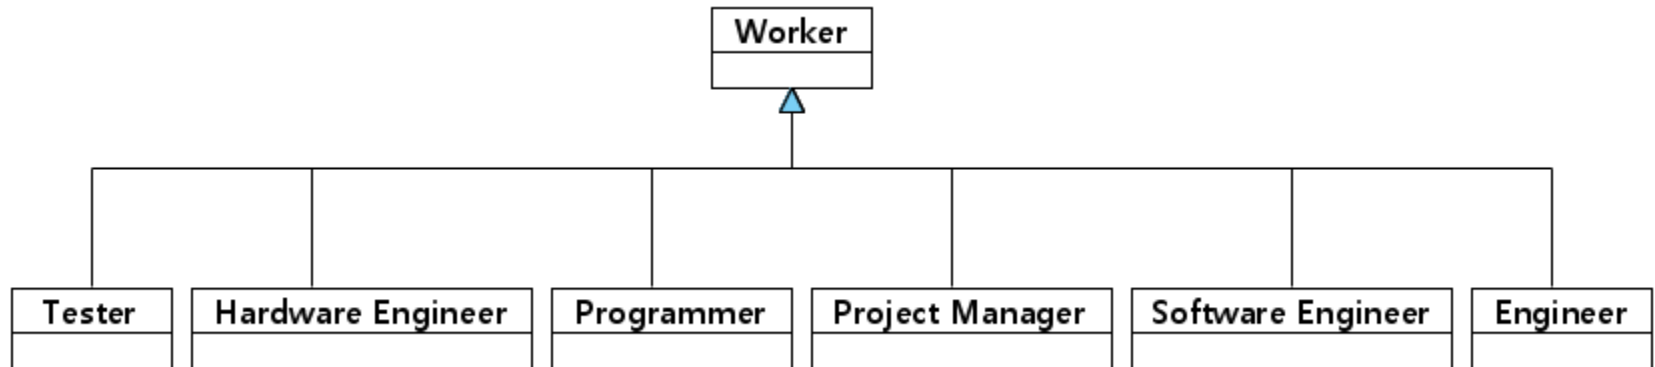 Worker
Tester
Hardware Engineer
Programmer
Project Manager
Software Engineer
Engineer